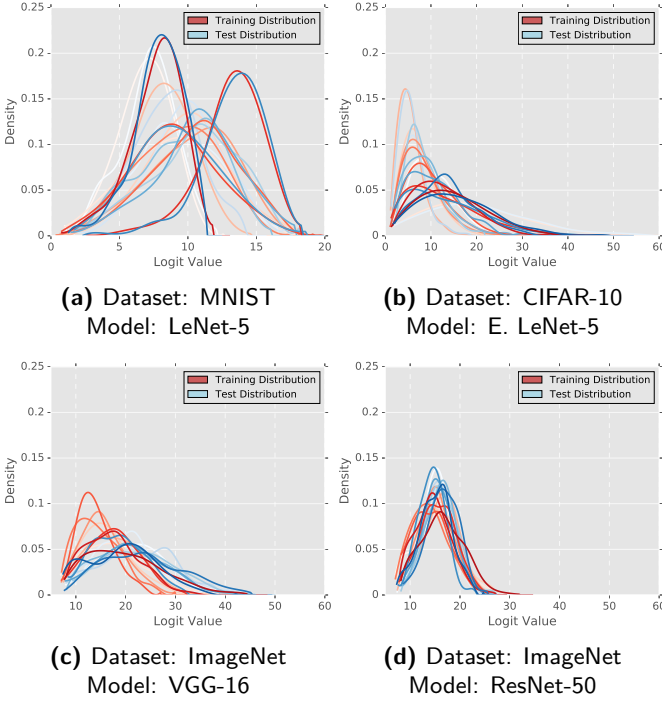 0.25
0.2
0.15
0.1
0.05
0
Density
0 5 10 15 20
Logit Value
Training Distribution
Test Distribution
(a) Dataset: MNIST
Model: LeNet-5
0.25
0.2
0.15
0.1
0.05
0
Density
0 10 20 30 40 50 60
Logit Value
Training Distribution
Test Distribution
(b) Dataset: CIFAR-10
Model: E. LeNet-5
0.25
0.2
0.15
0.1
0.05
0
Density
0 10 20 30 40 50 60
Logit Value
Training Distribution
Test Distribution
(c) Dataset: ImageNet
Model: VGG-16
0.25
0.2
0.15
0.1
0.05
0
Density
0 10 20 30 40 50 60
Logit Value
Training Distribution
Test Distribution
(d) Dataset: ImageNet
Model: ResNet-50